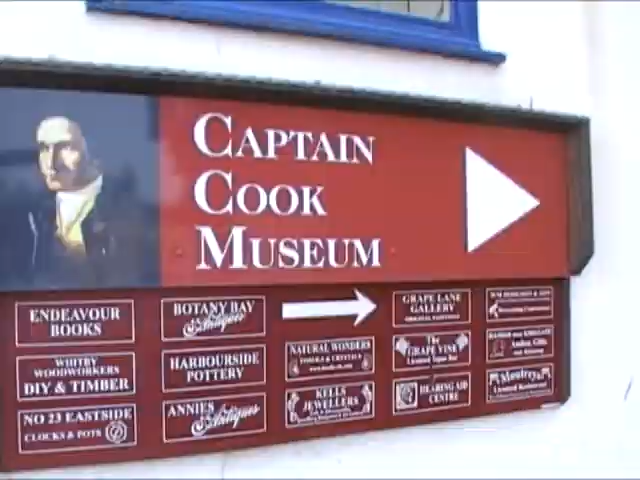 CAPTAIN
COOK
MUSEUM
ENDEAVOUR
BOOKS
WHITBY
WOODWORKERS
DIY & TIMBER
NO 23 EASTSIDE
CLOCKS & POTS
BOTANY BAY
Antiques
HARBOURSIDE
POTTERY
ANNIES
Antiques
NATURAL WONDERS
FOSSILS & CRYSTALS
KELLS
JEWELLERS
GRAPE LANE
GALLERY
The
GRAPE VINE
Licensed Tapas Bar
HEARING AID
CENTRE
Licensed Restaurant